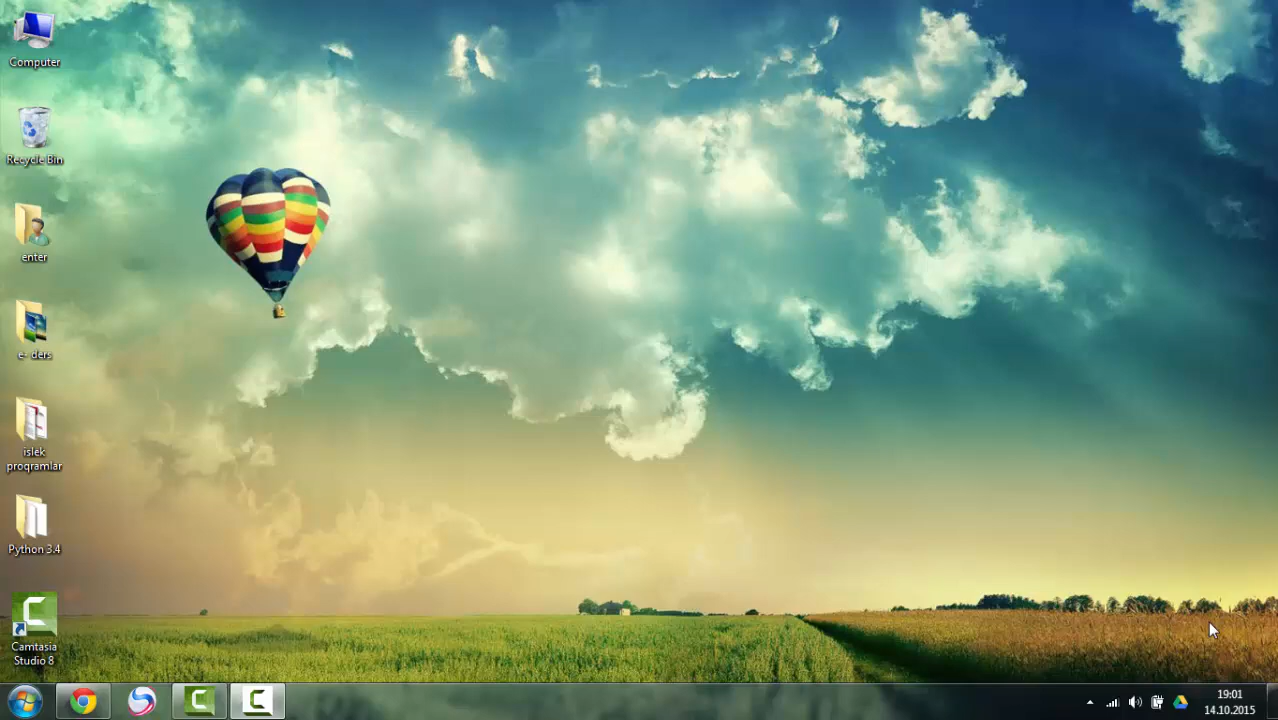 Computer
Recycle Bin
enter
e- ders
islek
proqramlar
Python 3.4
Camtasia
Studio 8
19:01
14.10.2015